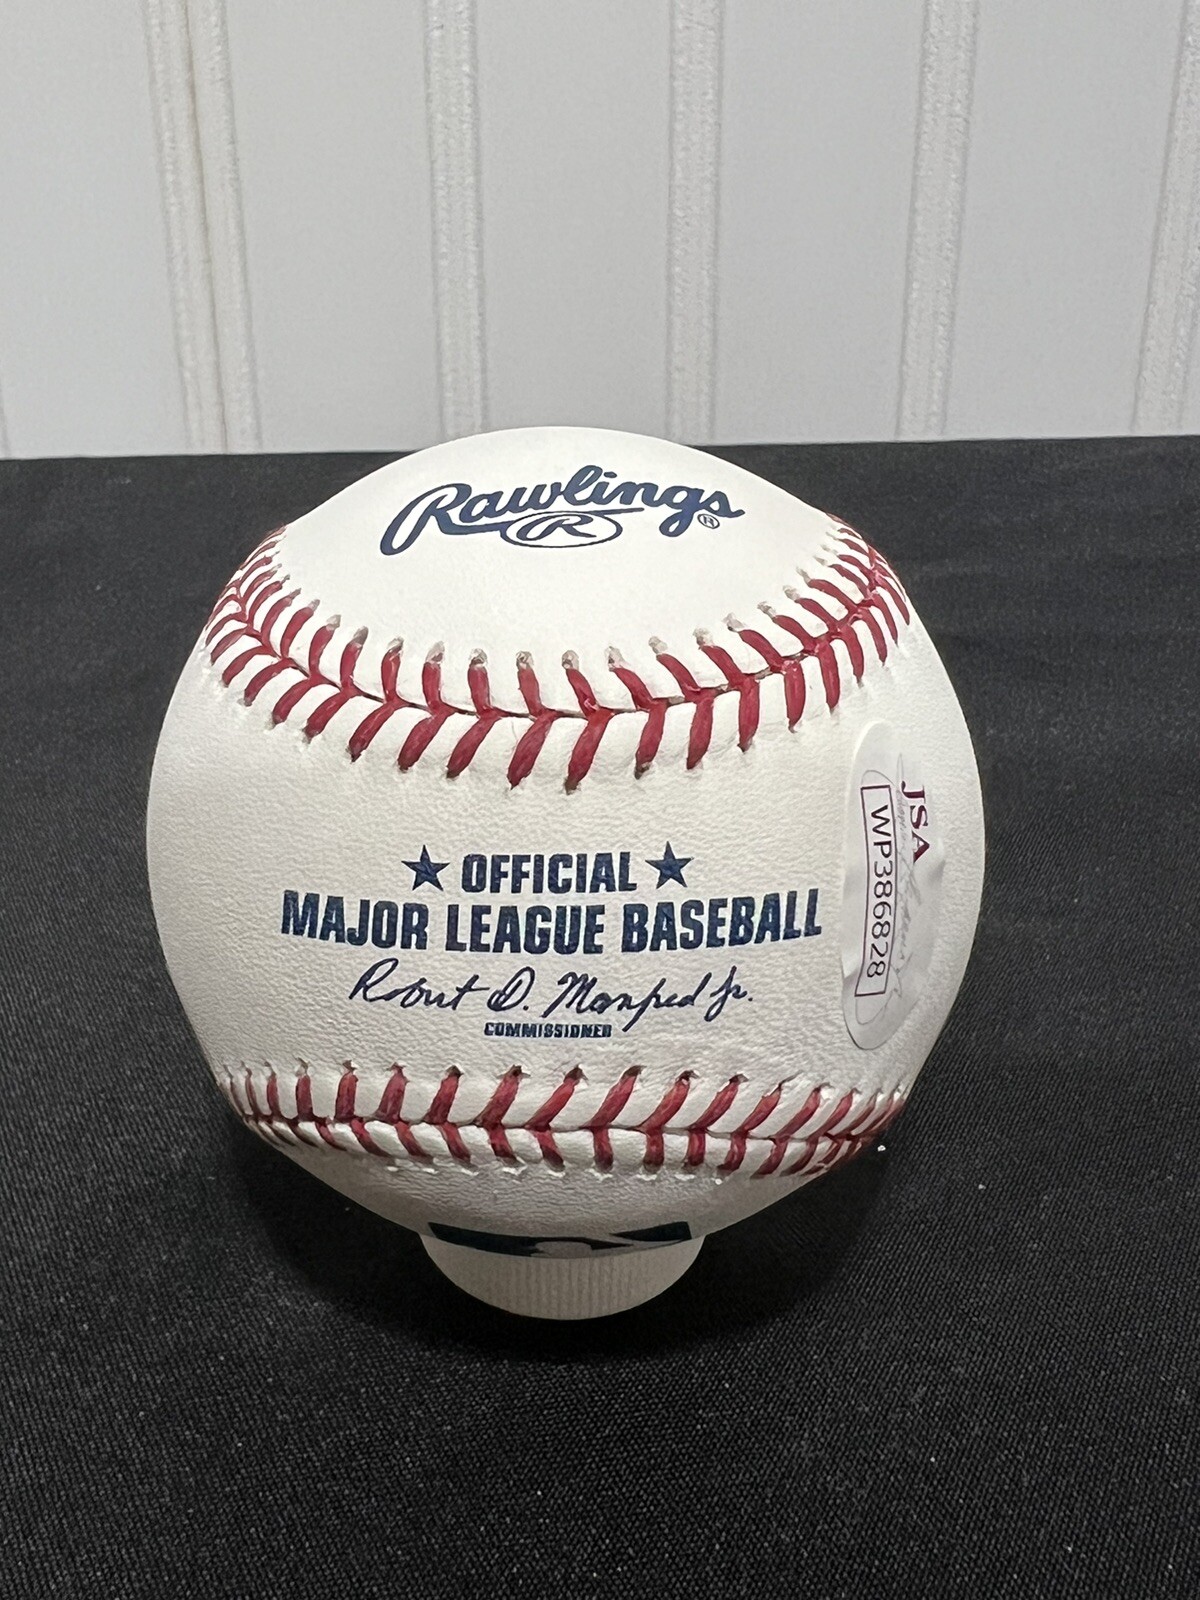 Rawlings ®
R
★ OFFICIAL ★
MAJOR LEAGUE BASEBALL
Robert D. Manfred Jr.
COMMISSIONER
JSA
WP386828